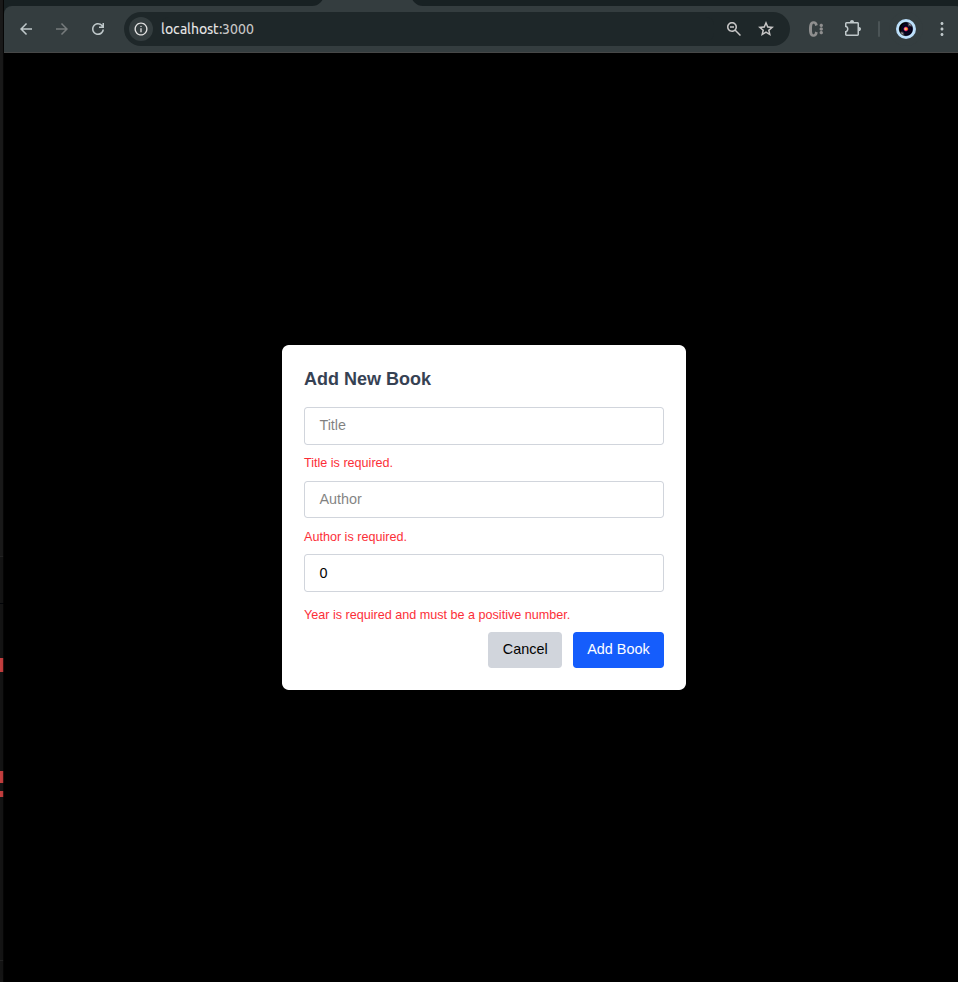 localhost:3000
Add New Book
Title
Title is required.
Author
Author is required.
0
Year is required and must be a positive number.
Cancel Add Book